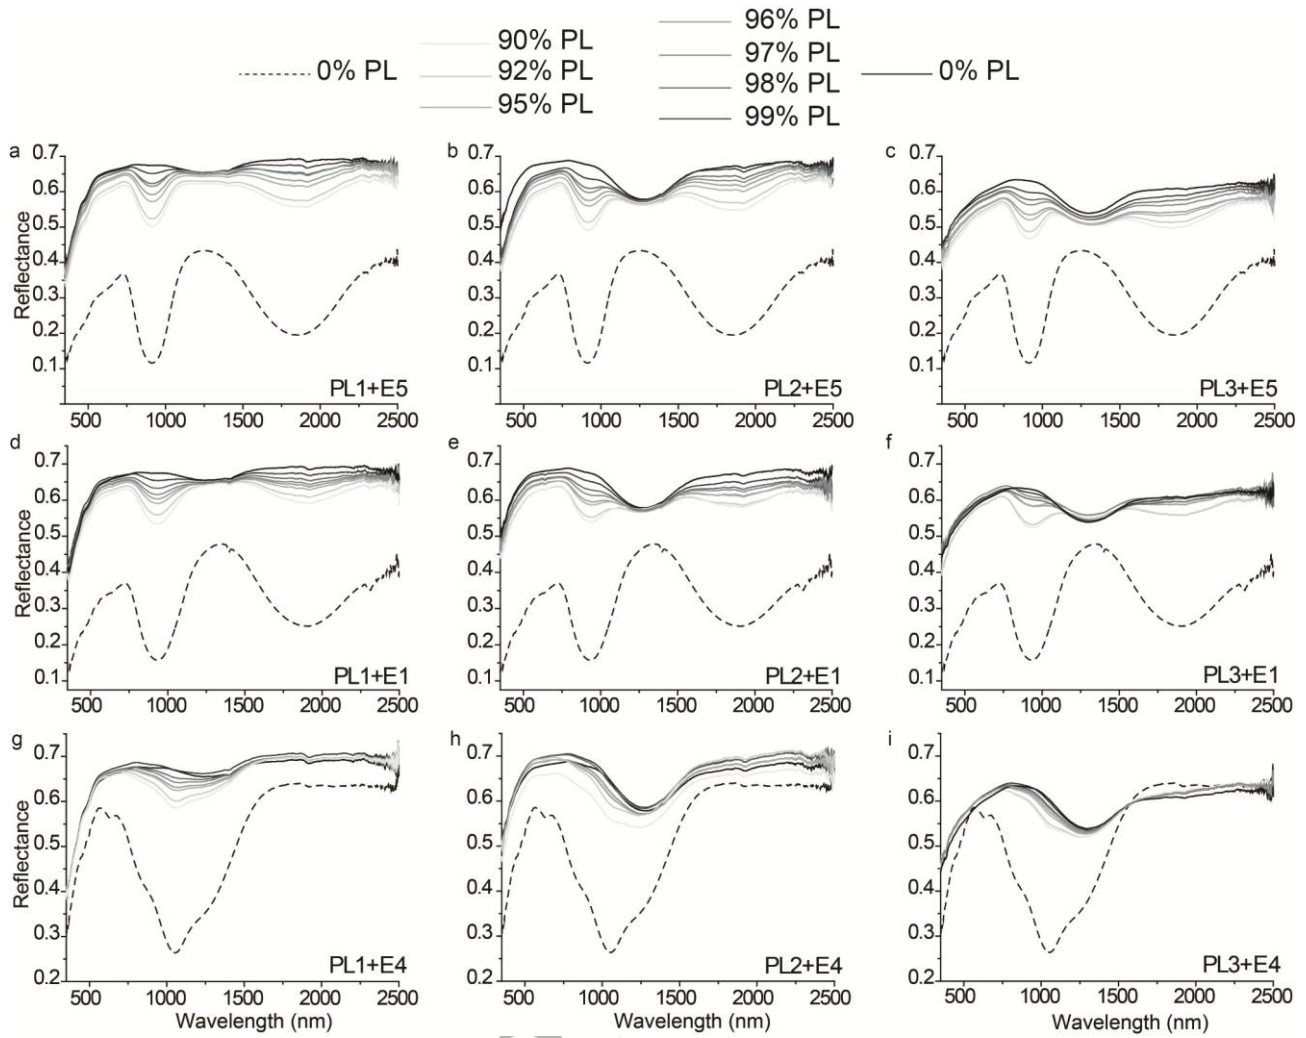 96% PL
90% PL
97% PL
0% PL
92% PL
0% PL
98% PL
95% PL
99% PL
a
b
c
0.7
0.6
0.5
0.4
0.3
0.2
0.1
Reflectance
0.7
0.6
0.5
0.4
0.3
0.2
0.1
0.7
0.6
0.5
0.4
0.3
0.2
0.1
PL1+E5
PL2+E5
PL3+E5
500 1000 1500 2000 2500
500 1000 1500 2000 2500
500 1000 1500 2000 2500
d
e
f
0.7
0.6
0.5
0.4
0.3
0.2
0.1
Reflectance
0.7
0.6
0.5
0.4
0.3
0.2
0.1
0.7
0.6
0.5
0.4
0.3
0.2
0.1
PL1+E1
PL2+E1
PL3+E1
500 1000 1500 2000 2500
500 1000 1500 2000 2500
500 1000 1500 2000 2500
g
h
i
0.7
0.6
0.5
0.4
0.3
0.2
Reflectance
0.7
0.6
0.5
0.4
0.3
0.2
0.7
0.6
0.5
0.4
0.3
0.2
PL1+E4
PL2+E4
PL3+E4
500 1000 1500 2000 2500
500 1000 1500 2000 2500
500 1000 1500 2000 2500
Wavelength (nm)
Wavelength (nm)
Wavelength (nm)